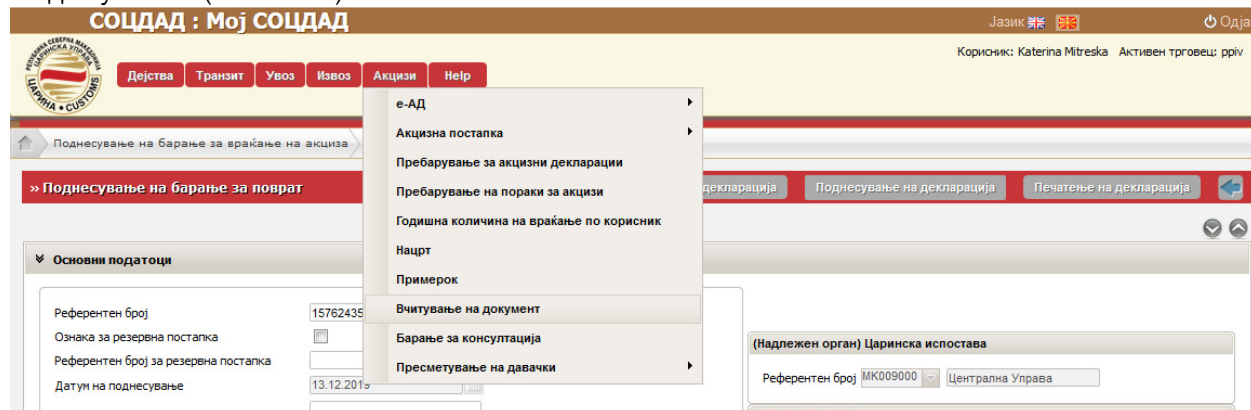 СОЦДАД : Мој СОЦДАД
Јазик
Одја
Корисник: Katerina Mitreska Активен трговец: ppiv
ЦАРИНА • CUSTOMS
Дејства Транзит Увоз Извоз Акцизи Help
е-АД
Акцизна постапка
Пребарување за акцизни декларации
Пребарување на пораки за акцизи
Годишна количина на враќање по корисник
Нацрт
Примерок
Вчитување на документ
Барање за консултација
Пресметување на давачки
Поднесување на барање за враќање на акциза
» Поднесување на барање за поврат
декларација Поднесување на декларација Печатење на декларација
Основни податоци
Референтен број 15762435
Ознака за резервна постапка
Референтен број за резервна постапка
Датум на поднесување 13.12.2019
(Надлежен орган) Царинска испостава
Референтен број MK009000 Централна Управа